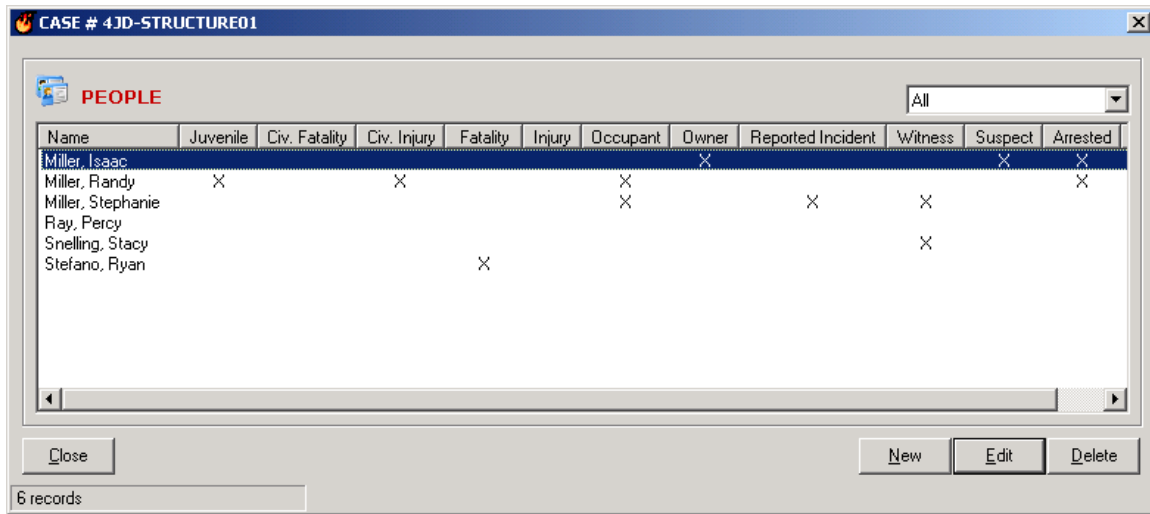 CASE # 4JD-STRUCTURE01
PEOPLE
All
Name Juvenile Civ. Fatality Civ. Injury Fatality Injury Occupant Owner Reported Incident Witness Suspect Arrested
Miller, Isaac X X X
Miller, Randy X X X X
Miller, Stephanie X X X
Ray, Percy
Snelling, Stacy X
Stefano, Ryan X
Close New Edit Delete
6 records